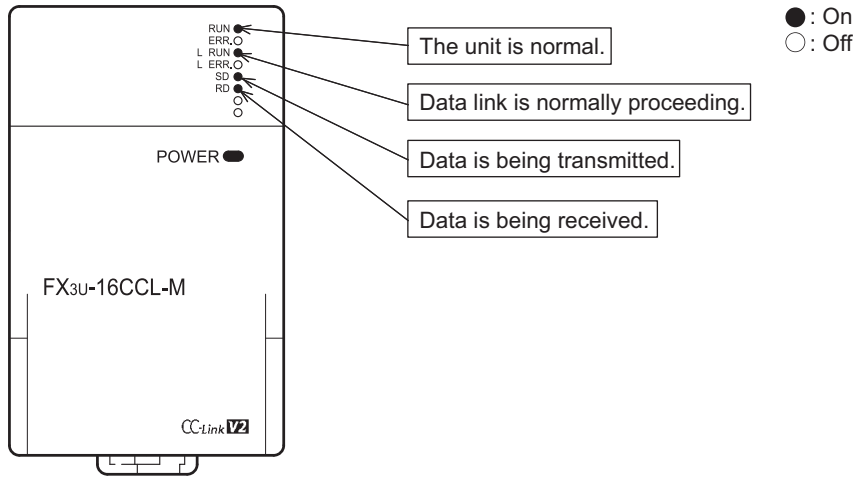 RUN
ERR.
L RUN
L ERR.
SD
RD
POWER
FX3U-16CCL-M
CC-Link V2
The unit is normal.
Data link is normally proceeding.
Data is being transmitted.
Data is being received.
: On
: Off